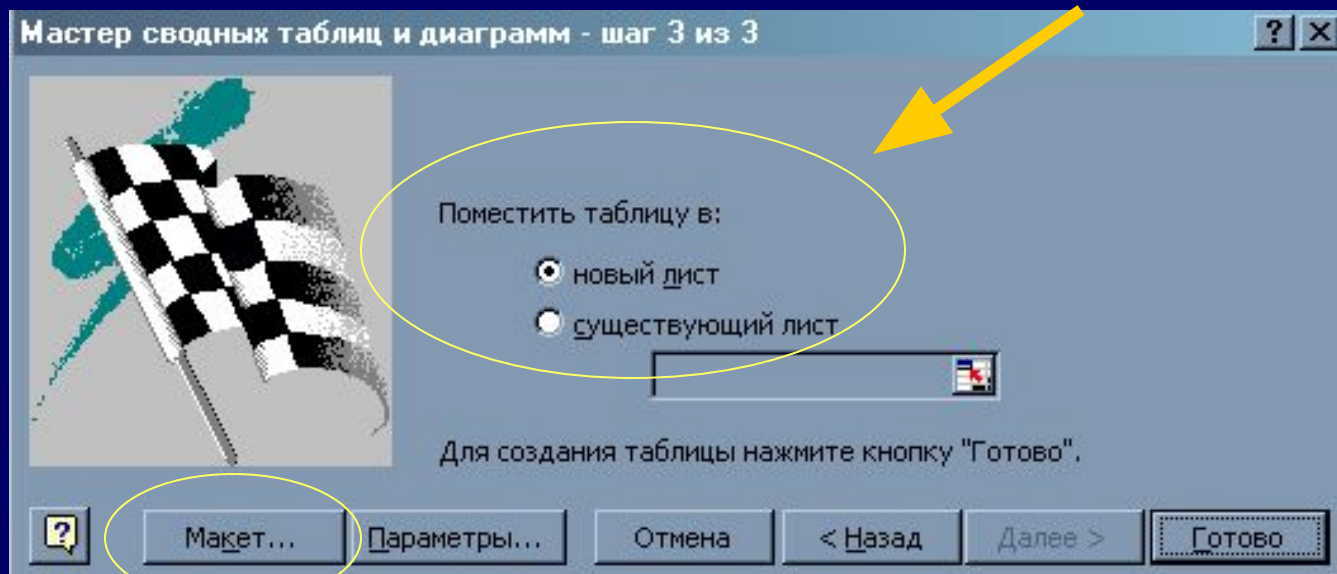 Мастер сводных таблиц и диаграмм - шаг 3 из 3
Поместить таблицу в:
новый лист
существующий лист
Для создания таблицы нажмите кнопку "Готово".
Макет... Параметры... Отмена < Назад Далее > Готово